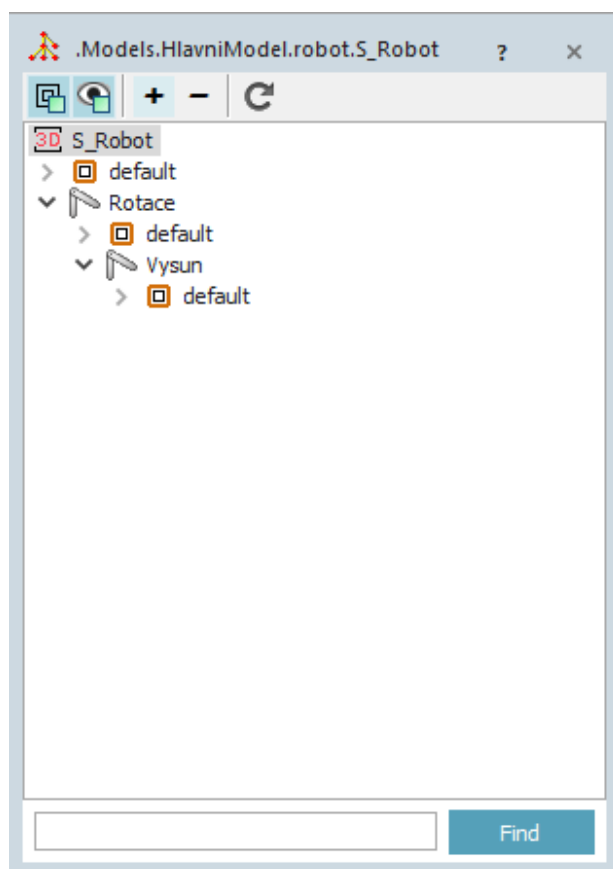 .Models.HlavniModel.robot.S_Robot ? ×
+ −
3D S_Robot
default
Rotace
default
Vysun
default
Find